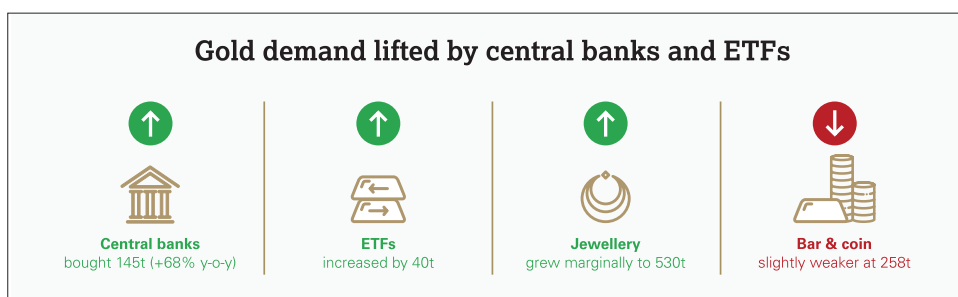 Gold demand lifted by central banks and ETFs
Central banks
bought 145t (+68% y-o-y)
ETFs
increased by 40t
Jewellery
grew marginally to 530t
Bar & coin
slightly weaker at 258t